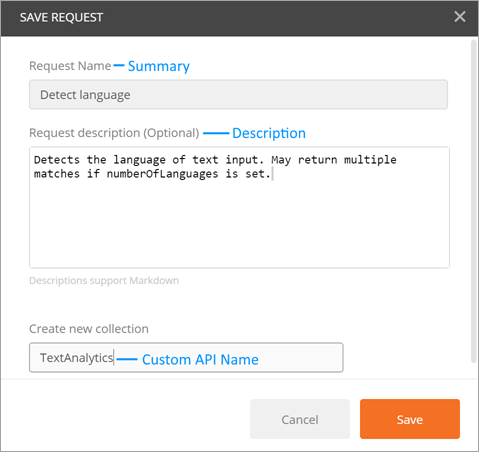 SAVE REQUEST
Request Name Summary
Detect language
Request description (Optional) Description
Detects the language of text input. May return multiple
matches if numberOfLanguages is set.
Descriptions support Markdown
Create new collection
TextAnalytics Custom API Name
Cancel Save